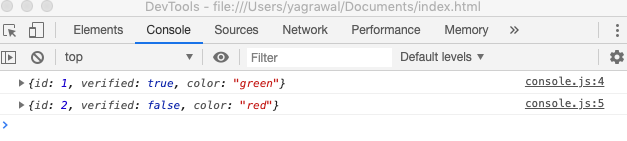 DevTools - file:///Users/yagrawal/Documents/index.html
Elements Console Sources Network Performance Memory »
top Filter Default levels
{id: 1, verified: true, color: "green"} console.js:4
{id: 2, verified: false, color: "red"} console.js:5